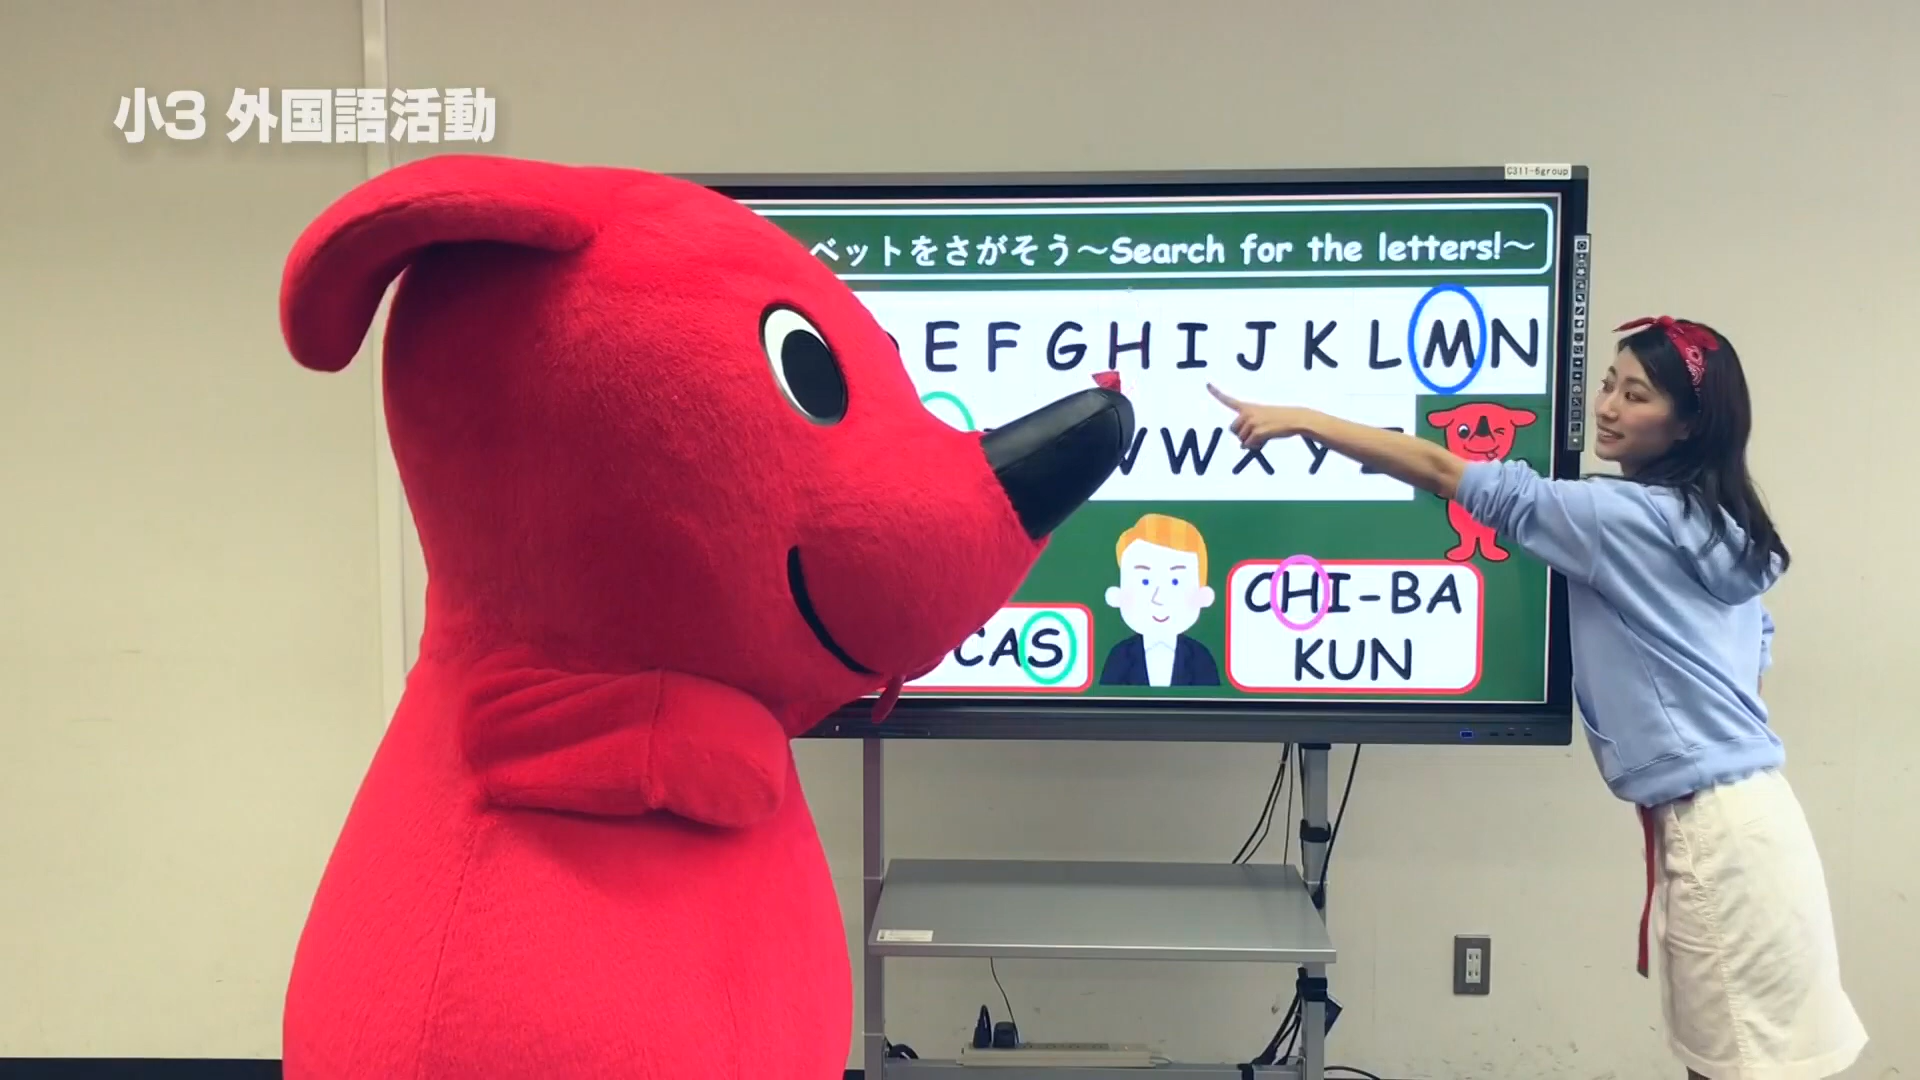 小3 外国語活動
C311-6group
ベットをさがそう～Search for the letters!～
E F G H I J K L M N
W X Y
CAS
CHI-BA
KUN